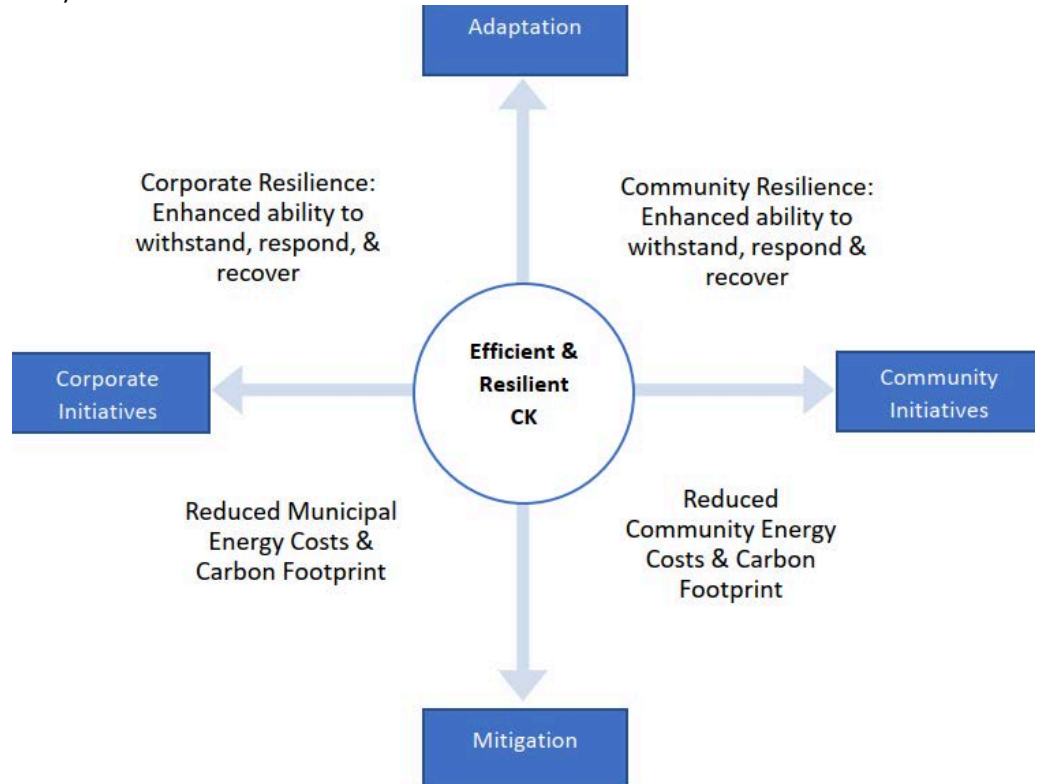 Adaptation
Corporate Resilience:
Enhanced ability to
withstand, respond, &
recover
Community Resilience:
Enhanced ability to
withstand, respond &
recover
Efficient &
Resilient
CK
Corporate
Initiatives
Community
Initiatives
Reduced Municipal
Energy Costs &
Carbon Footprint
Reduced
Community Energy
Costs & Carbon
Footprint
Mitigation